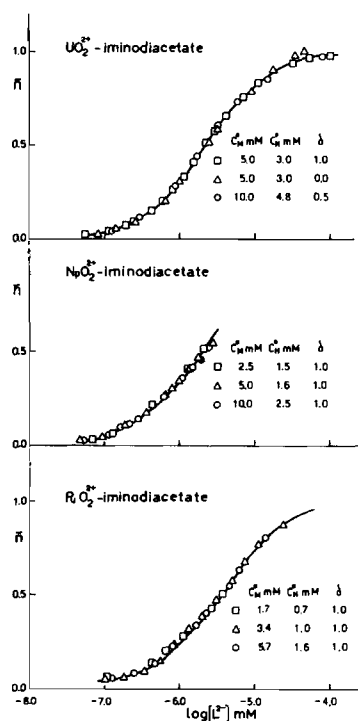 UO₂²⁺-iminodiacetate
1.0
n̄
0.5
0.0
C°M mM C°H mM δ
□ 5.0 3.0 1.0
△ 5.0 3.0 0.0
○ 10.0 4.8 0.5
NpO₂²⁺-iminodiacetate
n̄
0.5
0.0
C°M mM C°H mM δ
□ 2.5 1.5 1.0
△ 5.0 1.6 1.0
○ 10.0 2.5 1.0
PuO₂²⁺-iminodiacetate
1.0
n̄
0.5
0.0
C°M mM C°H mM δ
□ 1.7 0.7 1.0
△ 3.4 1.0 1.0
○ 5.7 1.6 1.0
-8.0 -7.0 -6.0 -5.0 -4.0
log[L²⁻] mM